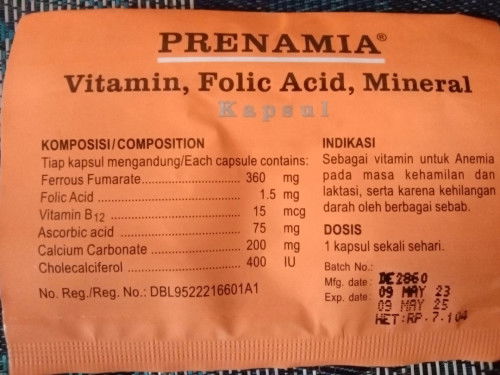 PRENAMIA®
Vitamin, Folic Acid, Mineral
Kapsul
KOMPOSISI/COMPOSITION
Tiap kapsul mengandung/Each capsule contains:
Ferrous Fumarate........................ 360 mg
Folic Acid.................................... 1.5 mg
Vitamin B12 ................................. 15 mcg
Ascorbic acid .............................. 75 mg
Calcium Carbonate ..................... 200 mg
Cholecalciferol ............................ 400 IU
No. Reg./Reg. No.: DBL9522216601A1
INDIKASI
Sebagai vitamin untuk Anemia
pada masa kehamilan dan
laktasi, serta karena kehilangan
darah oleh berbagai sebab.
DOSIS
1 kapsul sekali sehari.
Batch No.: DE2860
Mfg. date: 09 MAY 23
Exp. date: 09 MAY 25
HET:RP.7.104